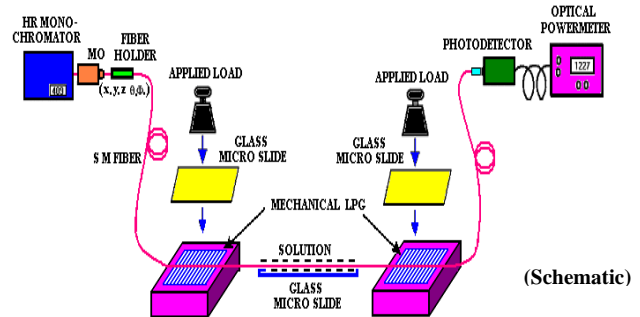 HR MONO-
CHROMATOR
MO
FIBER
HOLDER
(x,y,z θ,Φ,)
APPLIED LOAD
S M FIBER
GLASS
MICRO SLIDE
MECHANICAL LPG
SOLUTION
GLASS
MICRO SLIDE
APPLIED LOAD
GLASS
MICRO SLIDE
PHOTODETECTOR
OPTICAL
POWERMETER
1227
(Schematic)